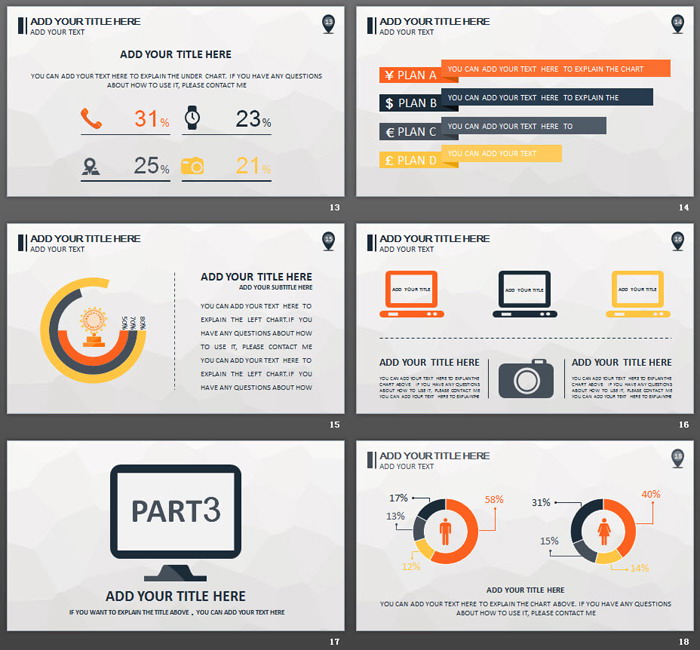 ADD YOUR TITLE HERE
ADD YOUR TEXT
13
ADD YOUR TITLE HERE
YOU CAN ADD YOUR TEXT HERE TO EXPLAIN THE UNDER CHART. IF YOU HAVE ANY QUESTIONS
ABOUT HOW TO USE IT, PLEASE CONTACT ME
31%
23%
25%
21%
13
ADD YOUR TITLE HERE
ADD YOUR TEXT
14
¥ PLAN A
YOU CAN ADD YOUR TEXT HERE TO EXPLAIN THE CHART
$ PLAN B
YOU CAN ADD YOUR TEXT HERE TO EXPLAIN THE
€ PLAN C
YOU CAN ADD YOUR TEXT HERE TO
£ PLAN D
YOU CAN ADD YOUR TEXT
14
ADD YOUR TITLE HERE
ADD YOUR TEXT
15
50%
70%
80%
ADD YOUR TITLE HERE
ADD YOUR SUBTITLE HERE
YOU CAN ADD YOUR TEXT HERE TO
EXPLAIN THE LEFT CHART.IF YOU
HAVE ANY QUESTIONS ABOUT HOW
TO USE IT, PLEASE CONTACT ME
YOU CAN ADD YOUR TEXT HERE TO
EXPLAIN THE LEFT CHART.IF YOU
HAVE ANY QUESTIONS ABOUT HOW
15
ADD YOUR TITLE HERE
ADD YOUR TEXT
16
ADD YOUR TITLE
ADD YOUR TITLE
ADD YOUR TITLE
ADD YOUR TITLE HERE
YOU CAN ADD YOUR TEXT HERE TO EXPLAIN THE
CHART ABOVE. IF YOU HAVE ANY QUESTIONS
ABOUT HOW TO USE IT, PLEASE CONTACT ME
YOU CAN ADD YOUR TEXT HERE TO EXPLAIN THE
ADD YOUR TITLE HERE
YOU CAN ADD YOUR TEXT HERE TO EXPLAIN THE
CHART ABOVE. IF YOU HAVE ANY QUESTIONS
ABOUT HOW TO USE IT, PLEASE CONTACT ME
YOU CAN ADD YOUR TEXT HERE TO EXPLAIN THE
16
PART3
ADD YOUR TITLE HERE
IF YOU WANT TO EXPLAIN THE TITLE ABOVE , YOU CAN ADD YOUR TEXT HERE
17
ADD YOUR TITLE HERE
ADD YOUR TEXT
18
17%
58%
13%
12%
31%
40%
15%
14%
ADD YOUR TITLE HERE
YOU CAN ADD YOUR TEXT HERE TO EXPLAIN THE CHART ABOVE. IF YOU HAVE ANY QUESTIONS
ABOUT HOW TO USE IT, PLEASE CONTACT ME
18